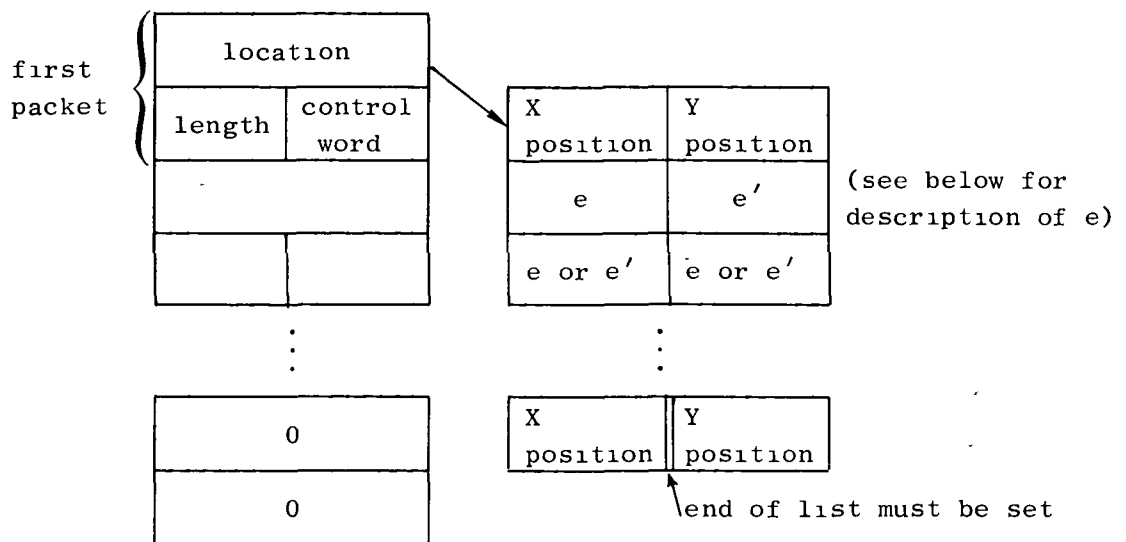 first
packet
location
length
control
word
X
position
Y
position
e
e′
(see below for
description of e)
e or e′
e or e′
0
0
X
position
Y
position
end of list must be set